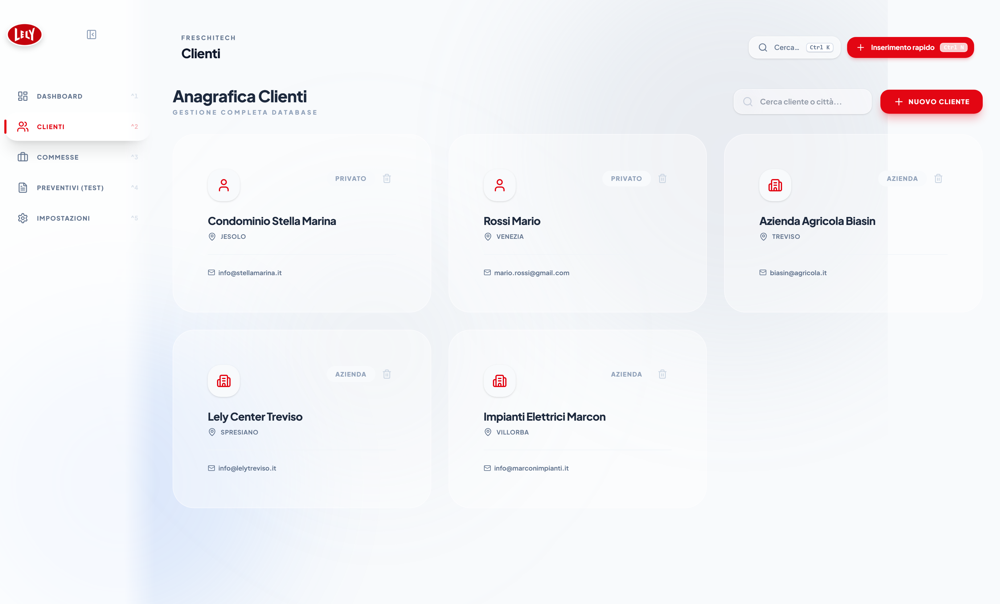 LELY
FRESCHITECH
Clienti
Cerca... Ctrl K
Inserimento rapido Ctrl N
DASHBOARD ^1
CLIENTI ^2
COMMESSE ^3
PREVENTIVI (TEST) ^4
IMPOSTAZIONI ^5
Anagrafica Clienti
GESTIONE COMPLETA DATABASE
Cerca cliente o città...
NUOVO CLIENTE
PRIVATO
Condominio Stella Marina
JESOLO
info@stellamarina.it
PRIVATO
Rossi Mario
VENEZIA
mario.rossi@gmail.com
AZIENDA
Azienda Agricola Biasin
TREVISO
biasin@agricola.it
AZIENDA
Lely Center Treviso
SPRESIANO
info@lelytreviso.it
AZIENDA
Impianti Elettrici Marcon
VILLORBA
info@marconimpianti.it